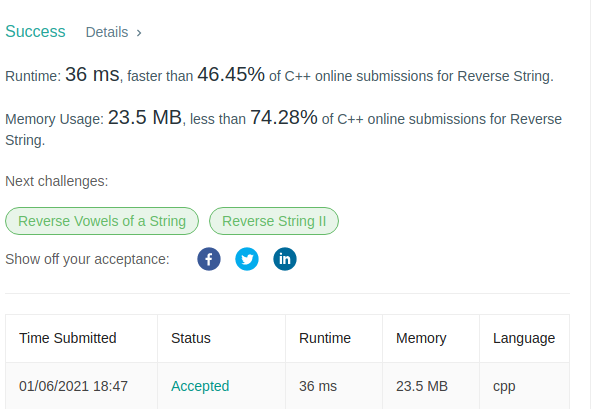 Success Details >
Runtime: 36 ms, faster than 46.45% of C++ online submissions for Reverse String.
Memory Usage: 23.5 MB, less than 74.28% of C++ online submissions for Reverse
String.
Next challenges:
Reverse Vowels of a String Reverse String II
Show off your acceptance: f in
Time Submitted Status Runtime Memory Language
01/06/2021 18:47 Accepted 36 ms 23.5 MB cpp